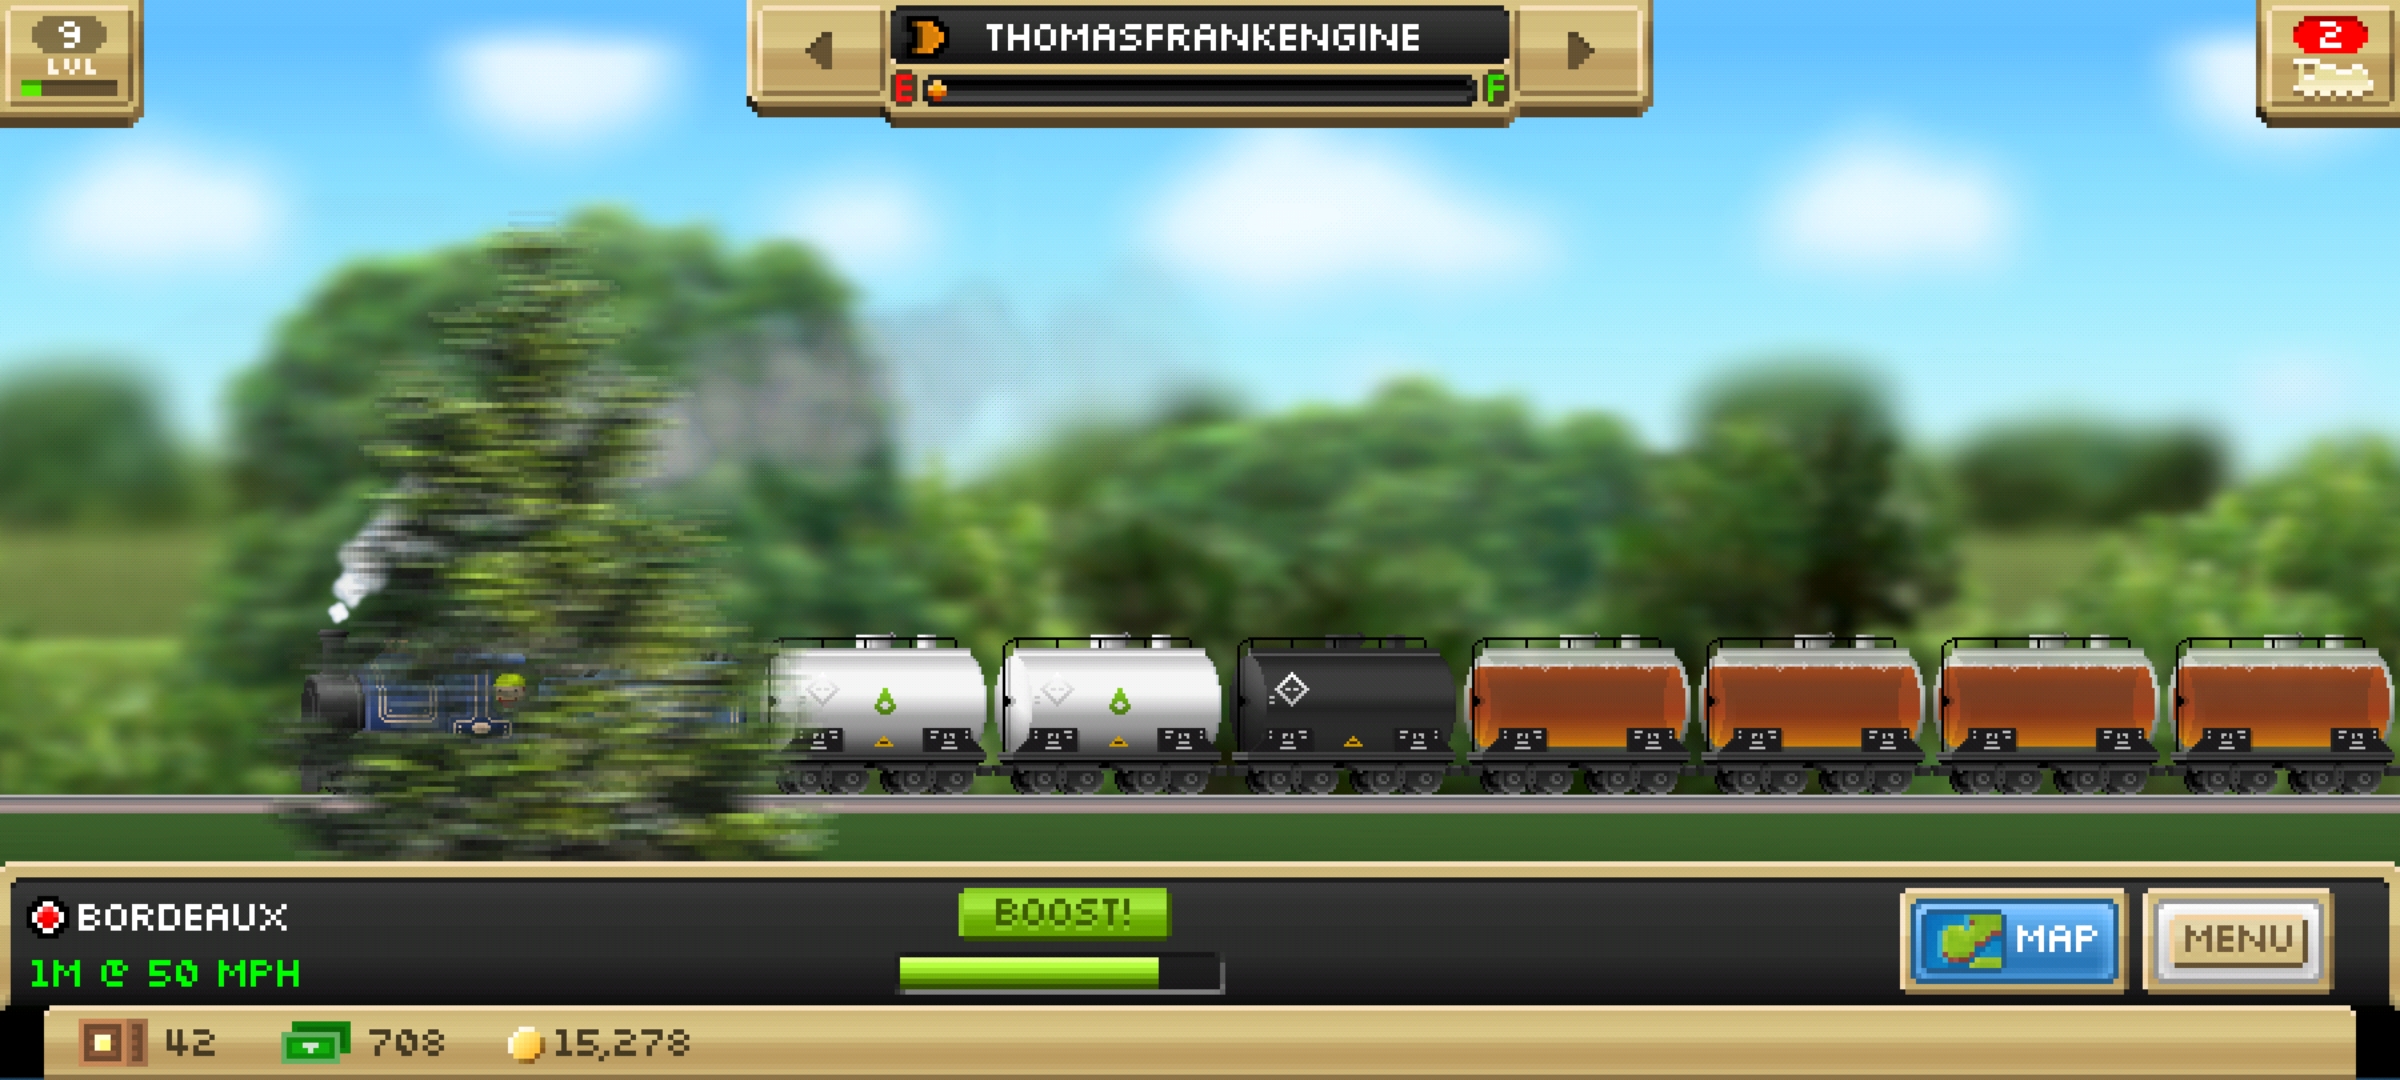 9
LVL
THOMASFRANKENGINE
E F
2
BORDEAUX
1M @ 50 MPH
BOOST!
MAP
MENU
42 708 15,278